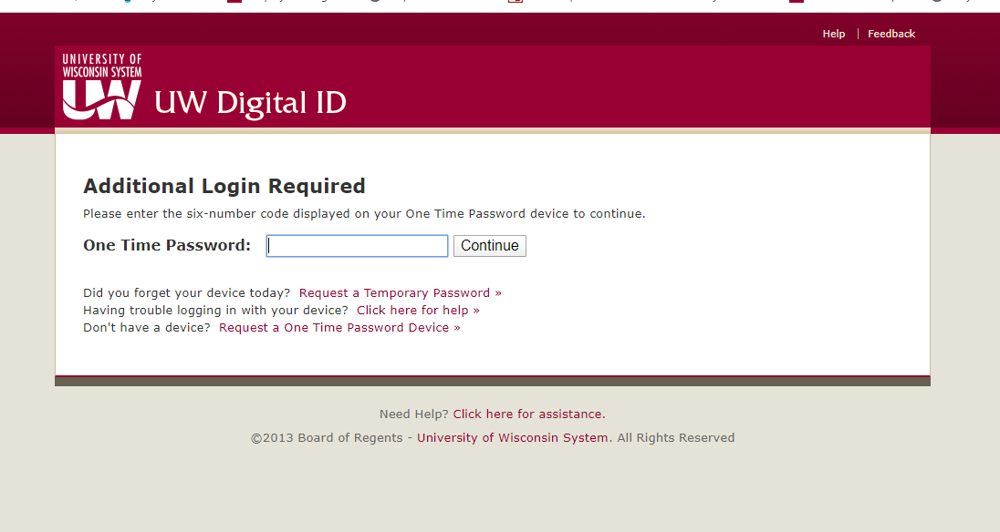 Help | Feedback
UNIVERSITY OF
WISCONSIN SYSTEM
UW
UW Digital ID
Additional Login Required
Please enter the six-number code displayed on your One Time Password device to continue.
One Time Password: Continue
Did you forget your device today? Request a Temporary Password »
Having trouble logging in with your device? Click here for help »
Don't have a device? Request a One Time Password Device »
Need Help? Click here for assistance.
©2013 Board of Regents - University of Wisconsin System. All Rights Reserved